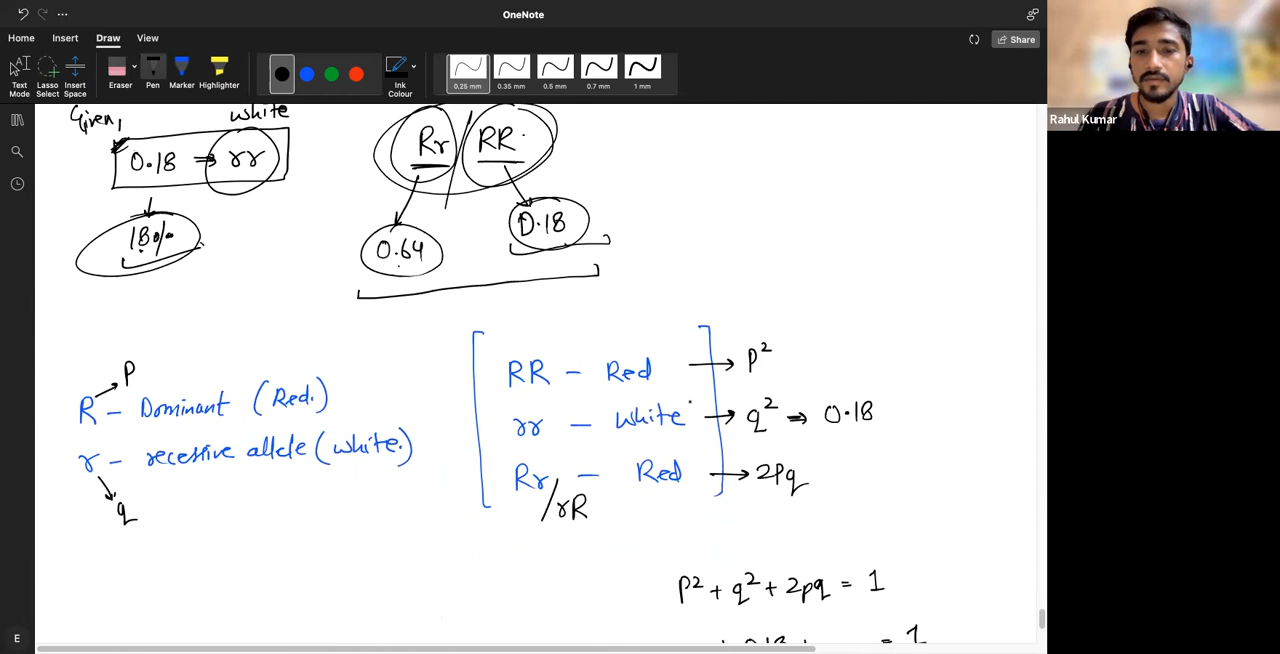 OneNote
Home Insert Draw View
Share
Text Mode
Lasso Select
Insert Space
Eraser
Pen
Marker
Highlighter
Ink Colour
0.25 mm 0.35 mm 0.5 mm 0.7 mm 1 mm
Rahul Kumar
Given, white
0.18 ⇒ rr
Rr / RR
18%
0.64
0.18
P
R – Dominant (Red.)
r – recessive allele (white.)
q
RR – Red → P²
rr – white → q² ⇒ 0.18
Rr/rR – Red → 2Pq
P² + q² + 2pq = 1
+ 0.18 + = 1
E